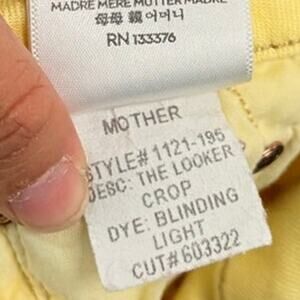 MADRE MERE MUTTER MADRE
母母 親 어머니
RN 133376
MOTHER
STYLE# 1121-195
DESC: THE LOOKER
CROP
DYE: BLINDING
LIGHT
CUT# 603322